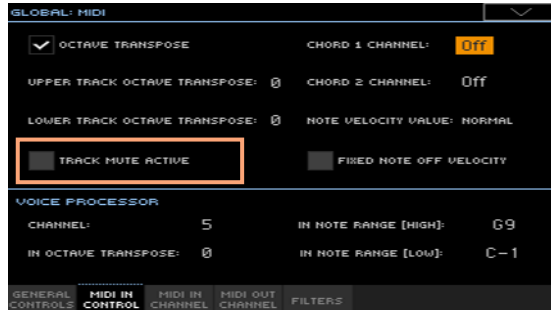 GLOBAL: MIDI
OCTAVE TRANSPOSE CHORD 1 CHANNEL: Off
UPPER TRACK OCTAVE TRANSPOSE: 0 CHORD 2 CHANNEL: Off
LOWER TRACK OCTAVE TRANSPOSE: 0 NOTE VELOCITY VALUE: NORMAL
TRACK MUTE ACTIVE FIXED NOTE OFF VELOCITY
VOICE PROCESSOR
CHANNEL: 5 IN NOTE RANGE [HIGH]: G9
IN OCTAVE TRANSPOSE: 0 IN NOTE RANGE [LOW]: C-1
GENERAL MIDI IN MIDI IN MIDI OUT
CONTROLS CONTROL CHANNEL CHANNEL FILTERS